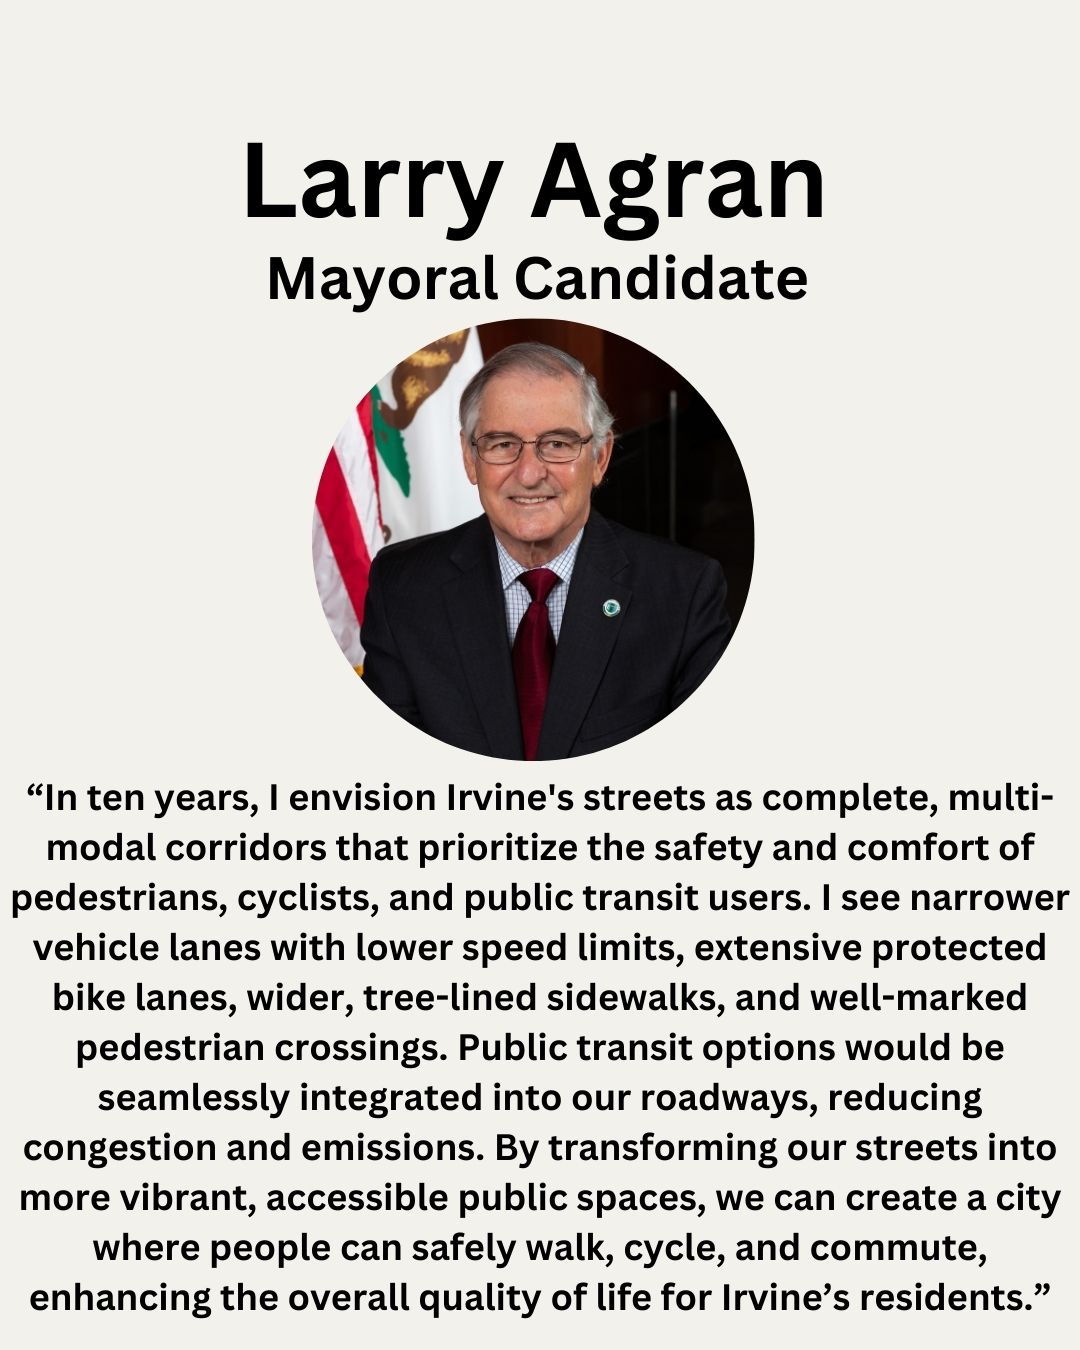 Larry Agran
Mayoral Candidate
“In ten years, I envision Irvine's streets as complete, multi-
modal corridors that prioritize the safety and comfort of
pedestrians, cyclists, and public transit users. I see narrower
vehicle lanes with lower speed limits, extensive protected
bike lanes, wider, tree-lined sidewalks, and well-marked
pedestrian crossings. Public transit options would be
seamlessly integrated into our roadways, reducing
congestion and emissions. By transforming our streets into
more vibrant, accessible public spaces, we can create a city
where people can safely walk, cycle, and commute,
enhancing the overall quality of life for Irvine’s residents.”